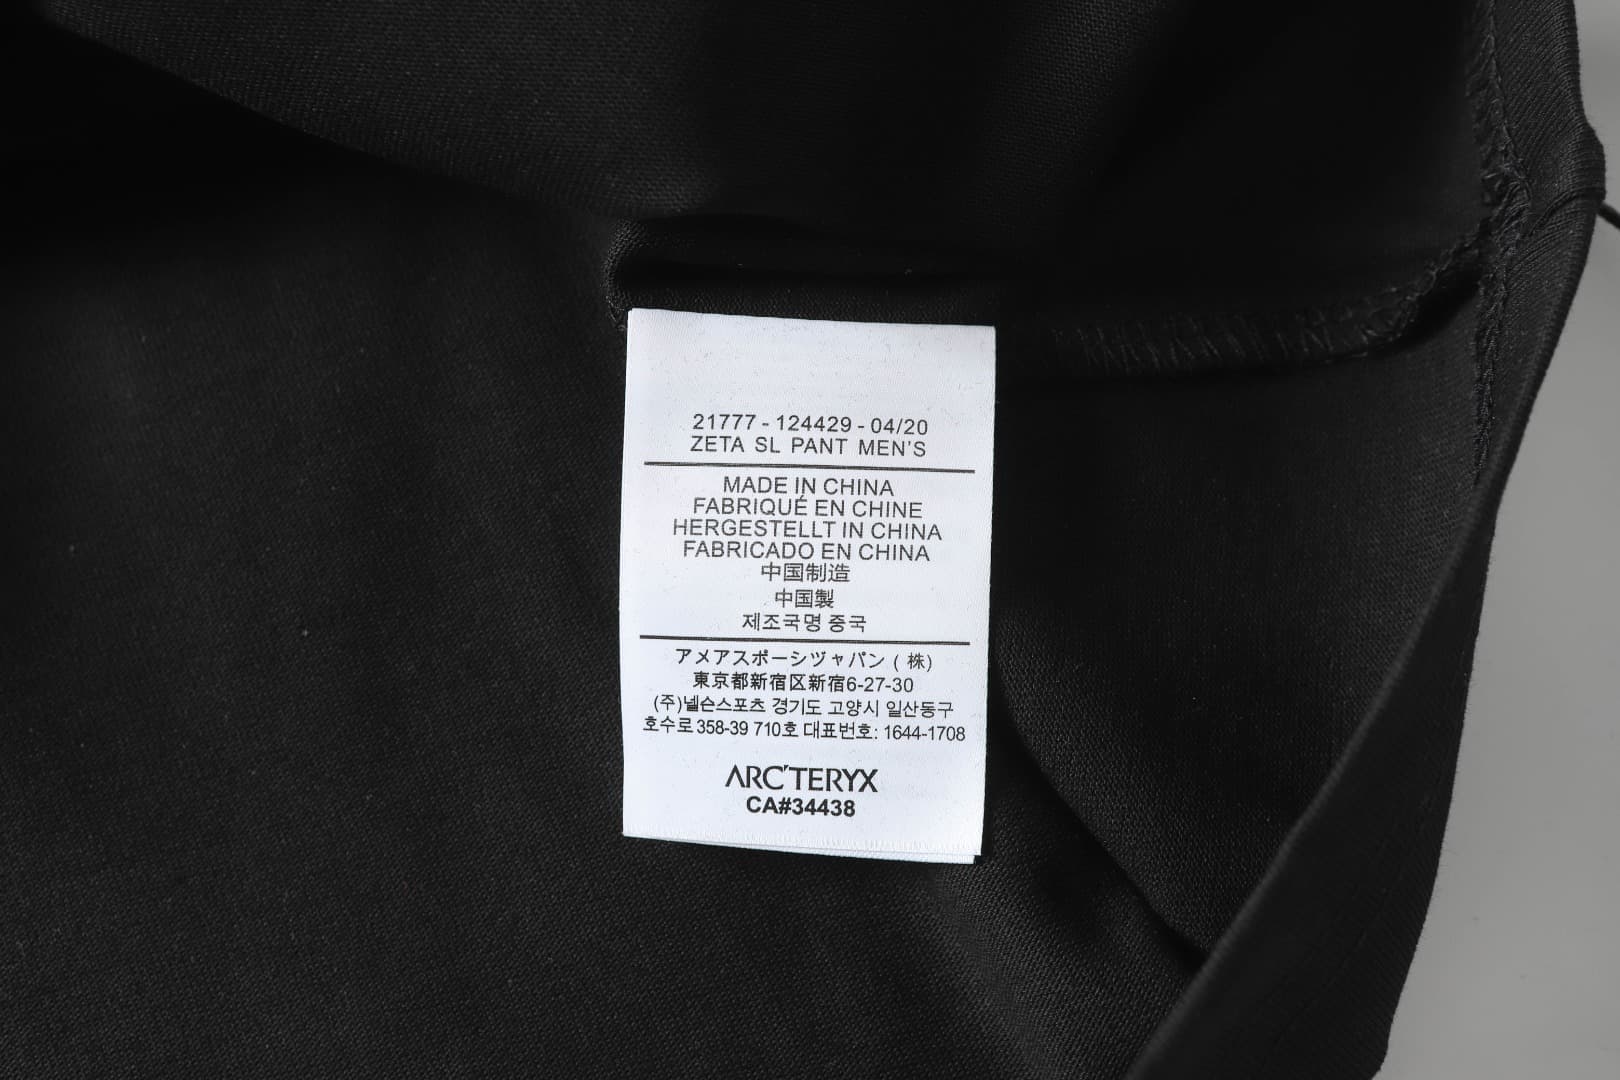 21777 - 124429 - 04/20
ZETA SL PANT MEN'S
MADE IN CHINA
FABRIQUÉ EN CHINE
HERGESTELLT IN CHINA
FABRICADO EN CHINA
中国制造
中国製
제조국명 중국
アメアスポーシヅャパン ( 株)
東京都新宿区新宿6-27-30
(주)넬슨스포츠 경기도 고양시 일산동구
호수로 358-39 710호 대표번호: 1644-1708
ARC'TERYX
CA#34438